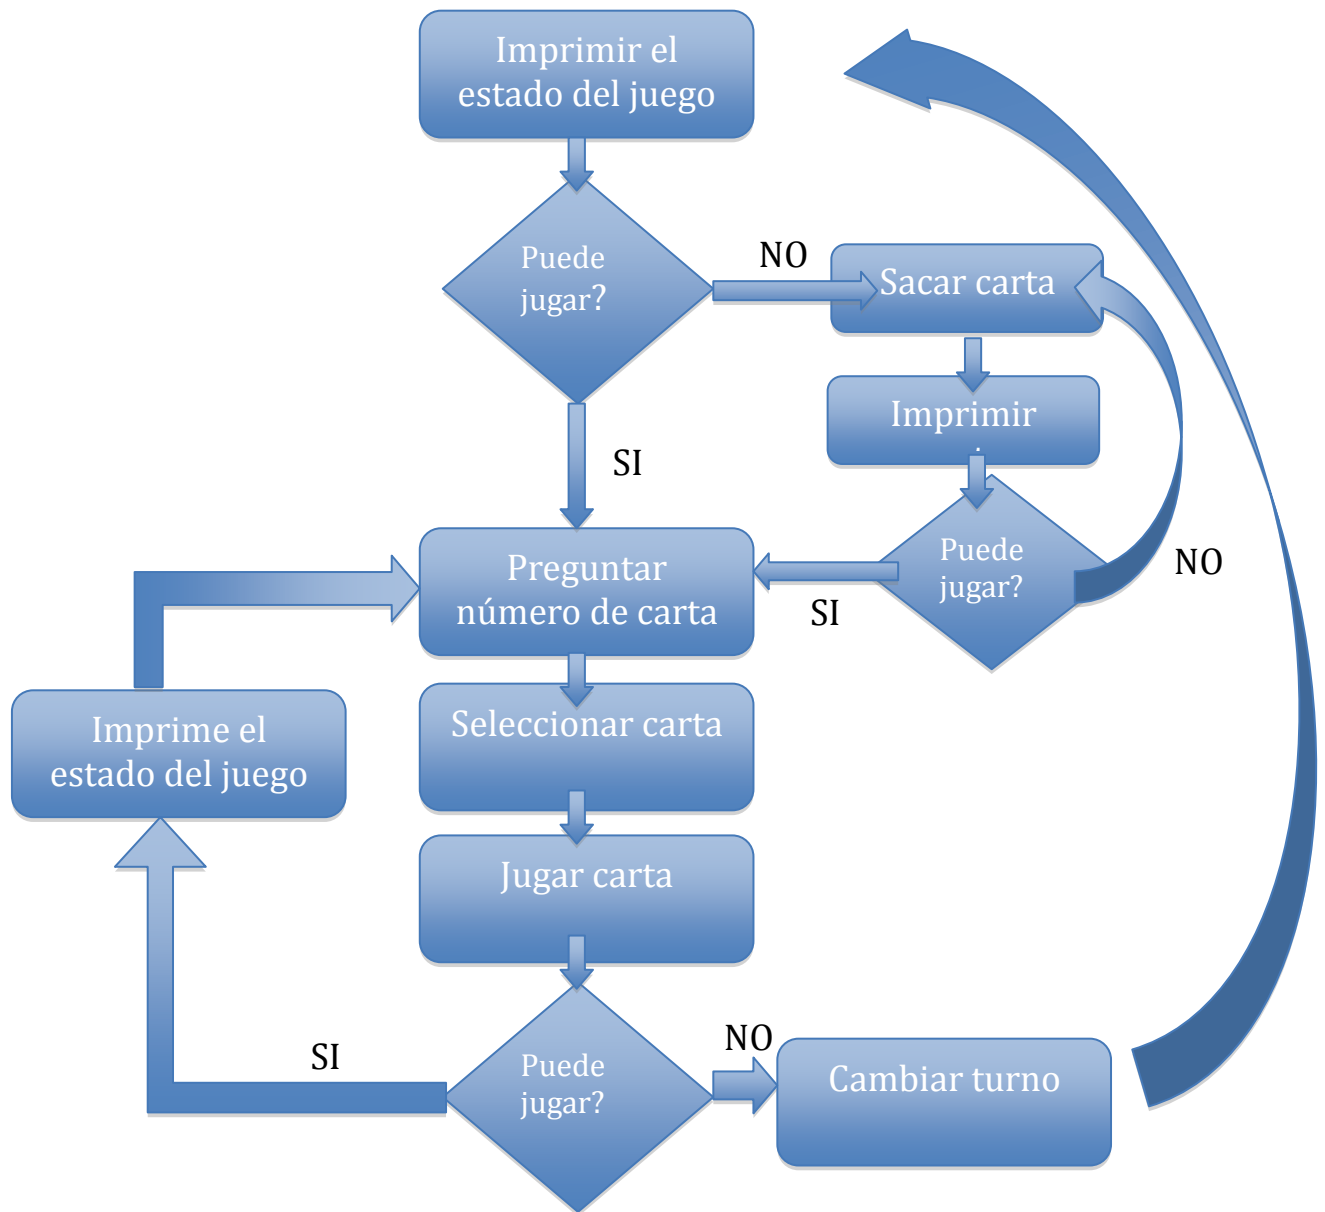 Imprimir el
estado del juego
Puede
jugar?
NO
Sacar carta
Imprimir
SI
Puede
jugar?
NO
SI
Preguntar
número de carta
Seleccionar carta
Imprime el
estado del juego
Jugar carta
Puede
jugar?
SI
NO
Cambiar turno